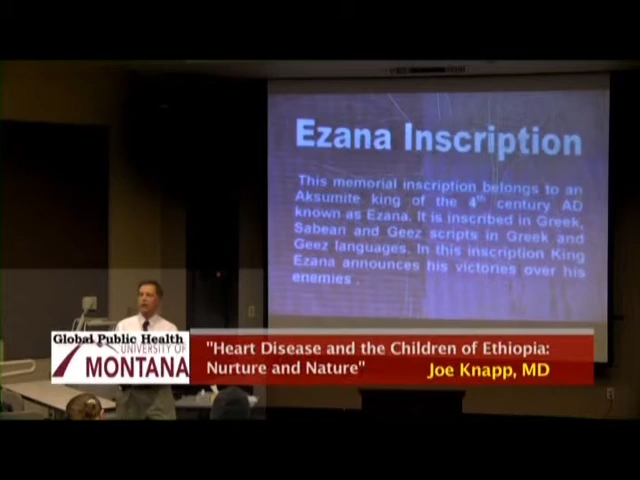 Ezana Inscription
This memorial inscription belongs to an
Aksumite king of the 4th century AD
known as Ezana. It is inscribed in Greek,
Sabean and Geez scripts in Greek and
Geez languages. In this inscription King
Ezana announces his victories over his
enemies .
Global Public Health
UNIVERSITY OF
MONTANA
"Heart Disease and the Children of Ethiopia:
Nurture and Nature"
Joe Knapp, MD